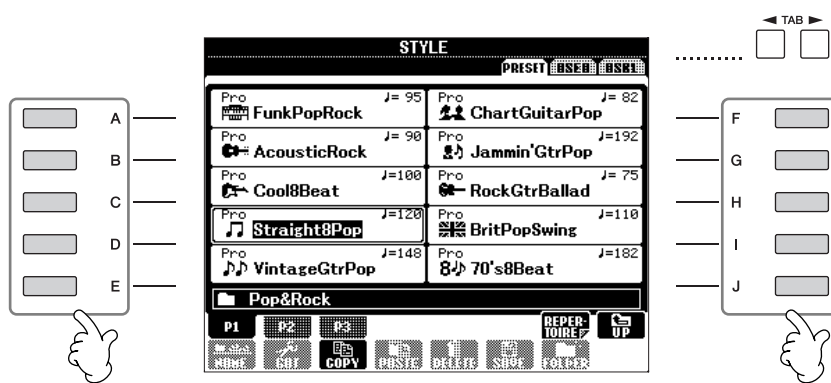 ◄ TAB ►
STYLE
PRESET USER USB1
A
B
C
D
E
Pro ♩= 95
FunkPopRock
Pro ♩= 82
ChartGuitarPop
Pro ♩= 90
AcousticRock
Pro ♩=192
Jammin'GtrPop
Pro ♩=100
Cool8Beat
Pro ♩= 75
RockGtrBallad
Pro ♩=120
Straight8Pop
Pro ♩=110
BritPopSwing
Pro ♩=148
VintageGtrPop
Pro ♩=182
70's8Beat
Pop&Rock
P1 P2 P3
REPER-
TOIRE
UP
NAME CUT COPY PASTE DELETE SAVE FOLDER
F
G
H
I
J